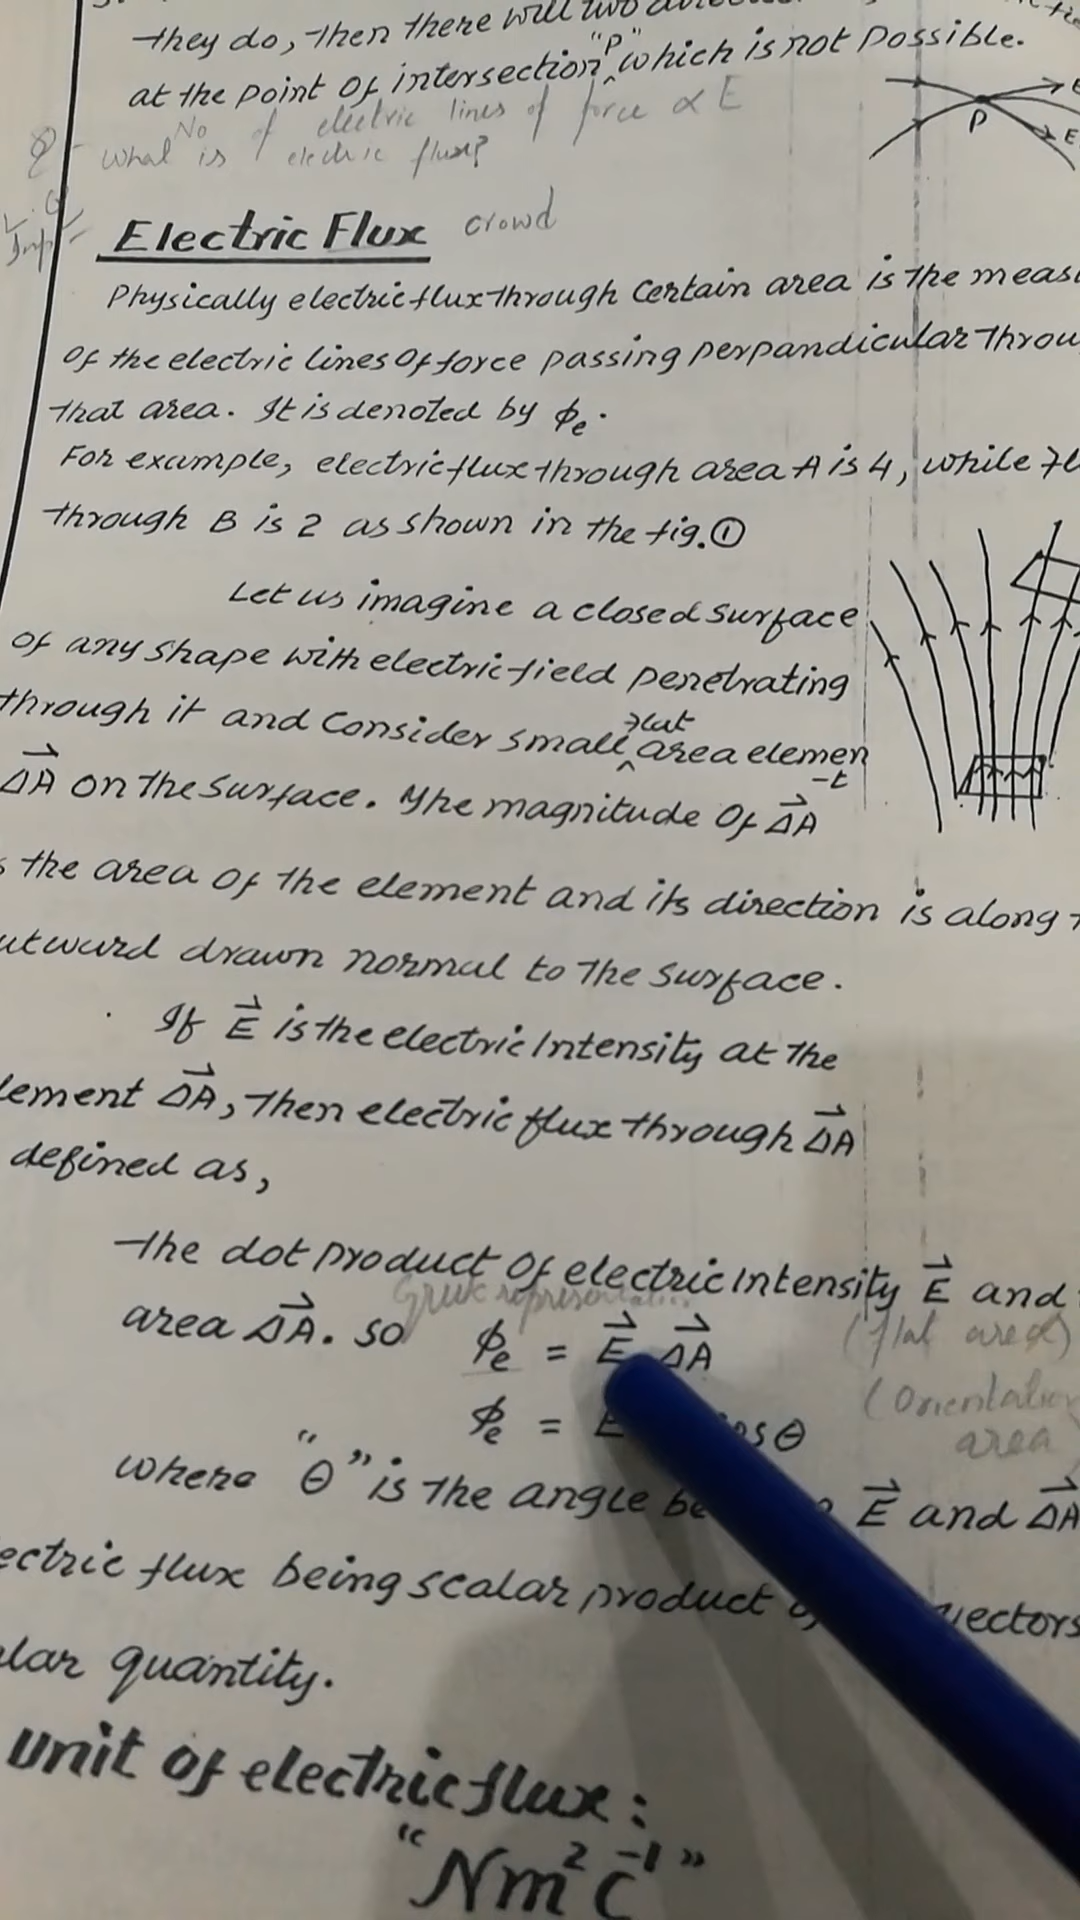 they do, then there will two
at the point of intersection "P" which is not possible.
No of electric lines of force ∝ E
Q - What is electric flux?
P
E
Imp
Electric Flux crowd
Physically electric flux through certain area is the meas
of the electric lines of force passing perpandicular throu
that area. It is denoted by ϕe.
For example, electric flux through area A is 4, while fl
through B is 2 as shown in the fig.①
Let us imagine a closed surface
of any shape with electric field penetrating
through it and consider small flat area elemen
-t
ΔA⃗ on the surface. The magnitude of ΔA⃗
s the area of the element and its direction is along t
utward drawn normal to the surface.
If E⃗ is the electric Intensity at the
lement ΔA⃗, then electric flux through ΔA⃗
defined as,
the dot product of electric intensity E⃗ and
area ΔA⃗. so ϕe = E⃗ ΔA⃗ (flat area)
ϕe = E os θ (Orientation
area
where "θ" is the angle be E⃗ and ΔA⃗
ectric flux being scalar product o vectors
lar quantity.
unit of electric flux:
"Nm²C⁻¹"